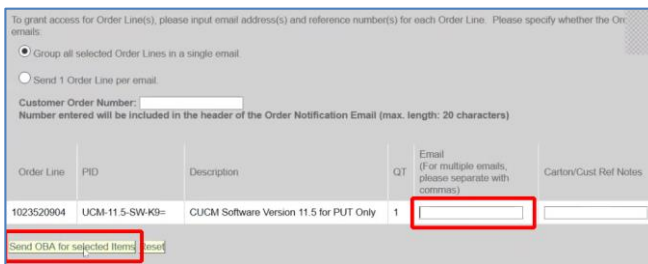 To grant access for Order Line(s), please input email address(s) and reference number(s) for each Order Line. Please specify whether the Orc
emails.
Group all selected Order Lines in a single email.
Send 1 Order Line per email.
Customer Order Number:
Number entered will be included in the header of the Order Notification Email (max. length: 20 characters)
Order Line PID Description QT Email (For multiple emails, please separate with commas) Carton/Cust Ref Notes
1023520904 UCM-11.5-SW-K9= CUCM Software Version 11.5 for PUT Only 1
Send OBA for selected Items Reset